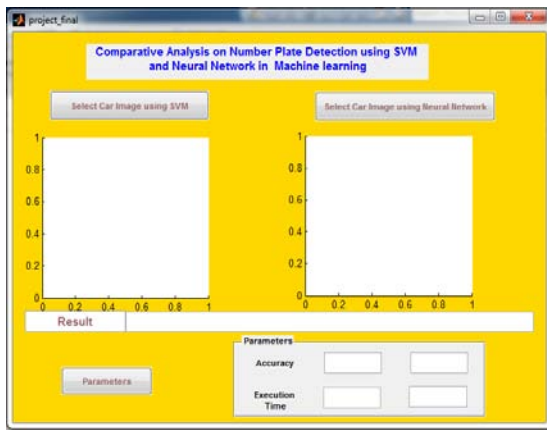 project_final
Comparative Analysis on Number Plate Detection using SVM
and Neural Network in Machine learning
Select Car Image using SVM
Select Car Image using Neural Network
1
0.8
0.6
0.4
0.2
0
0 0.2 0.4 0.6 0.8 1
1
0.8
0.6
0.4
0.2
0
0 0.2 0.4 0.6 0.8 1
Result
Parameters
Parameters
Accuracy
Execution
Time